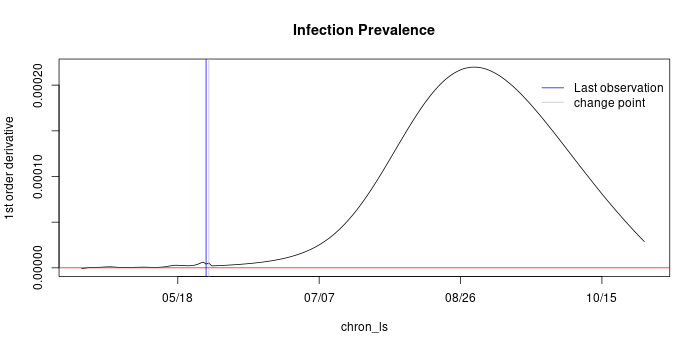 Infection Prevalence
1st order derivative
0.00020
0.00010
0.00000
Last observation
change point
05/18 07/07 08/26 10/15
chron_ls